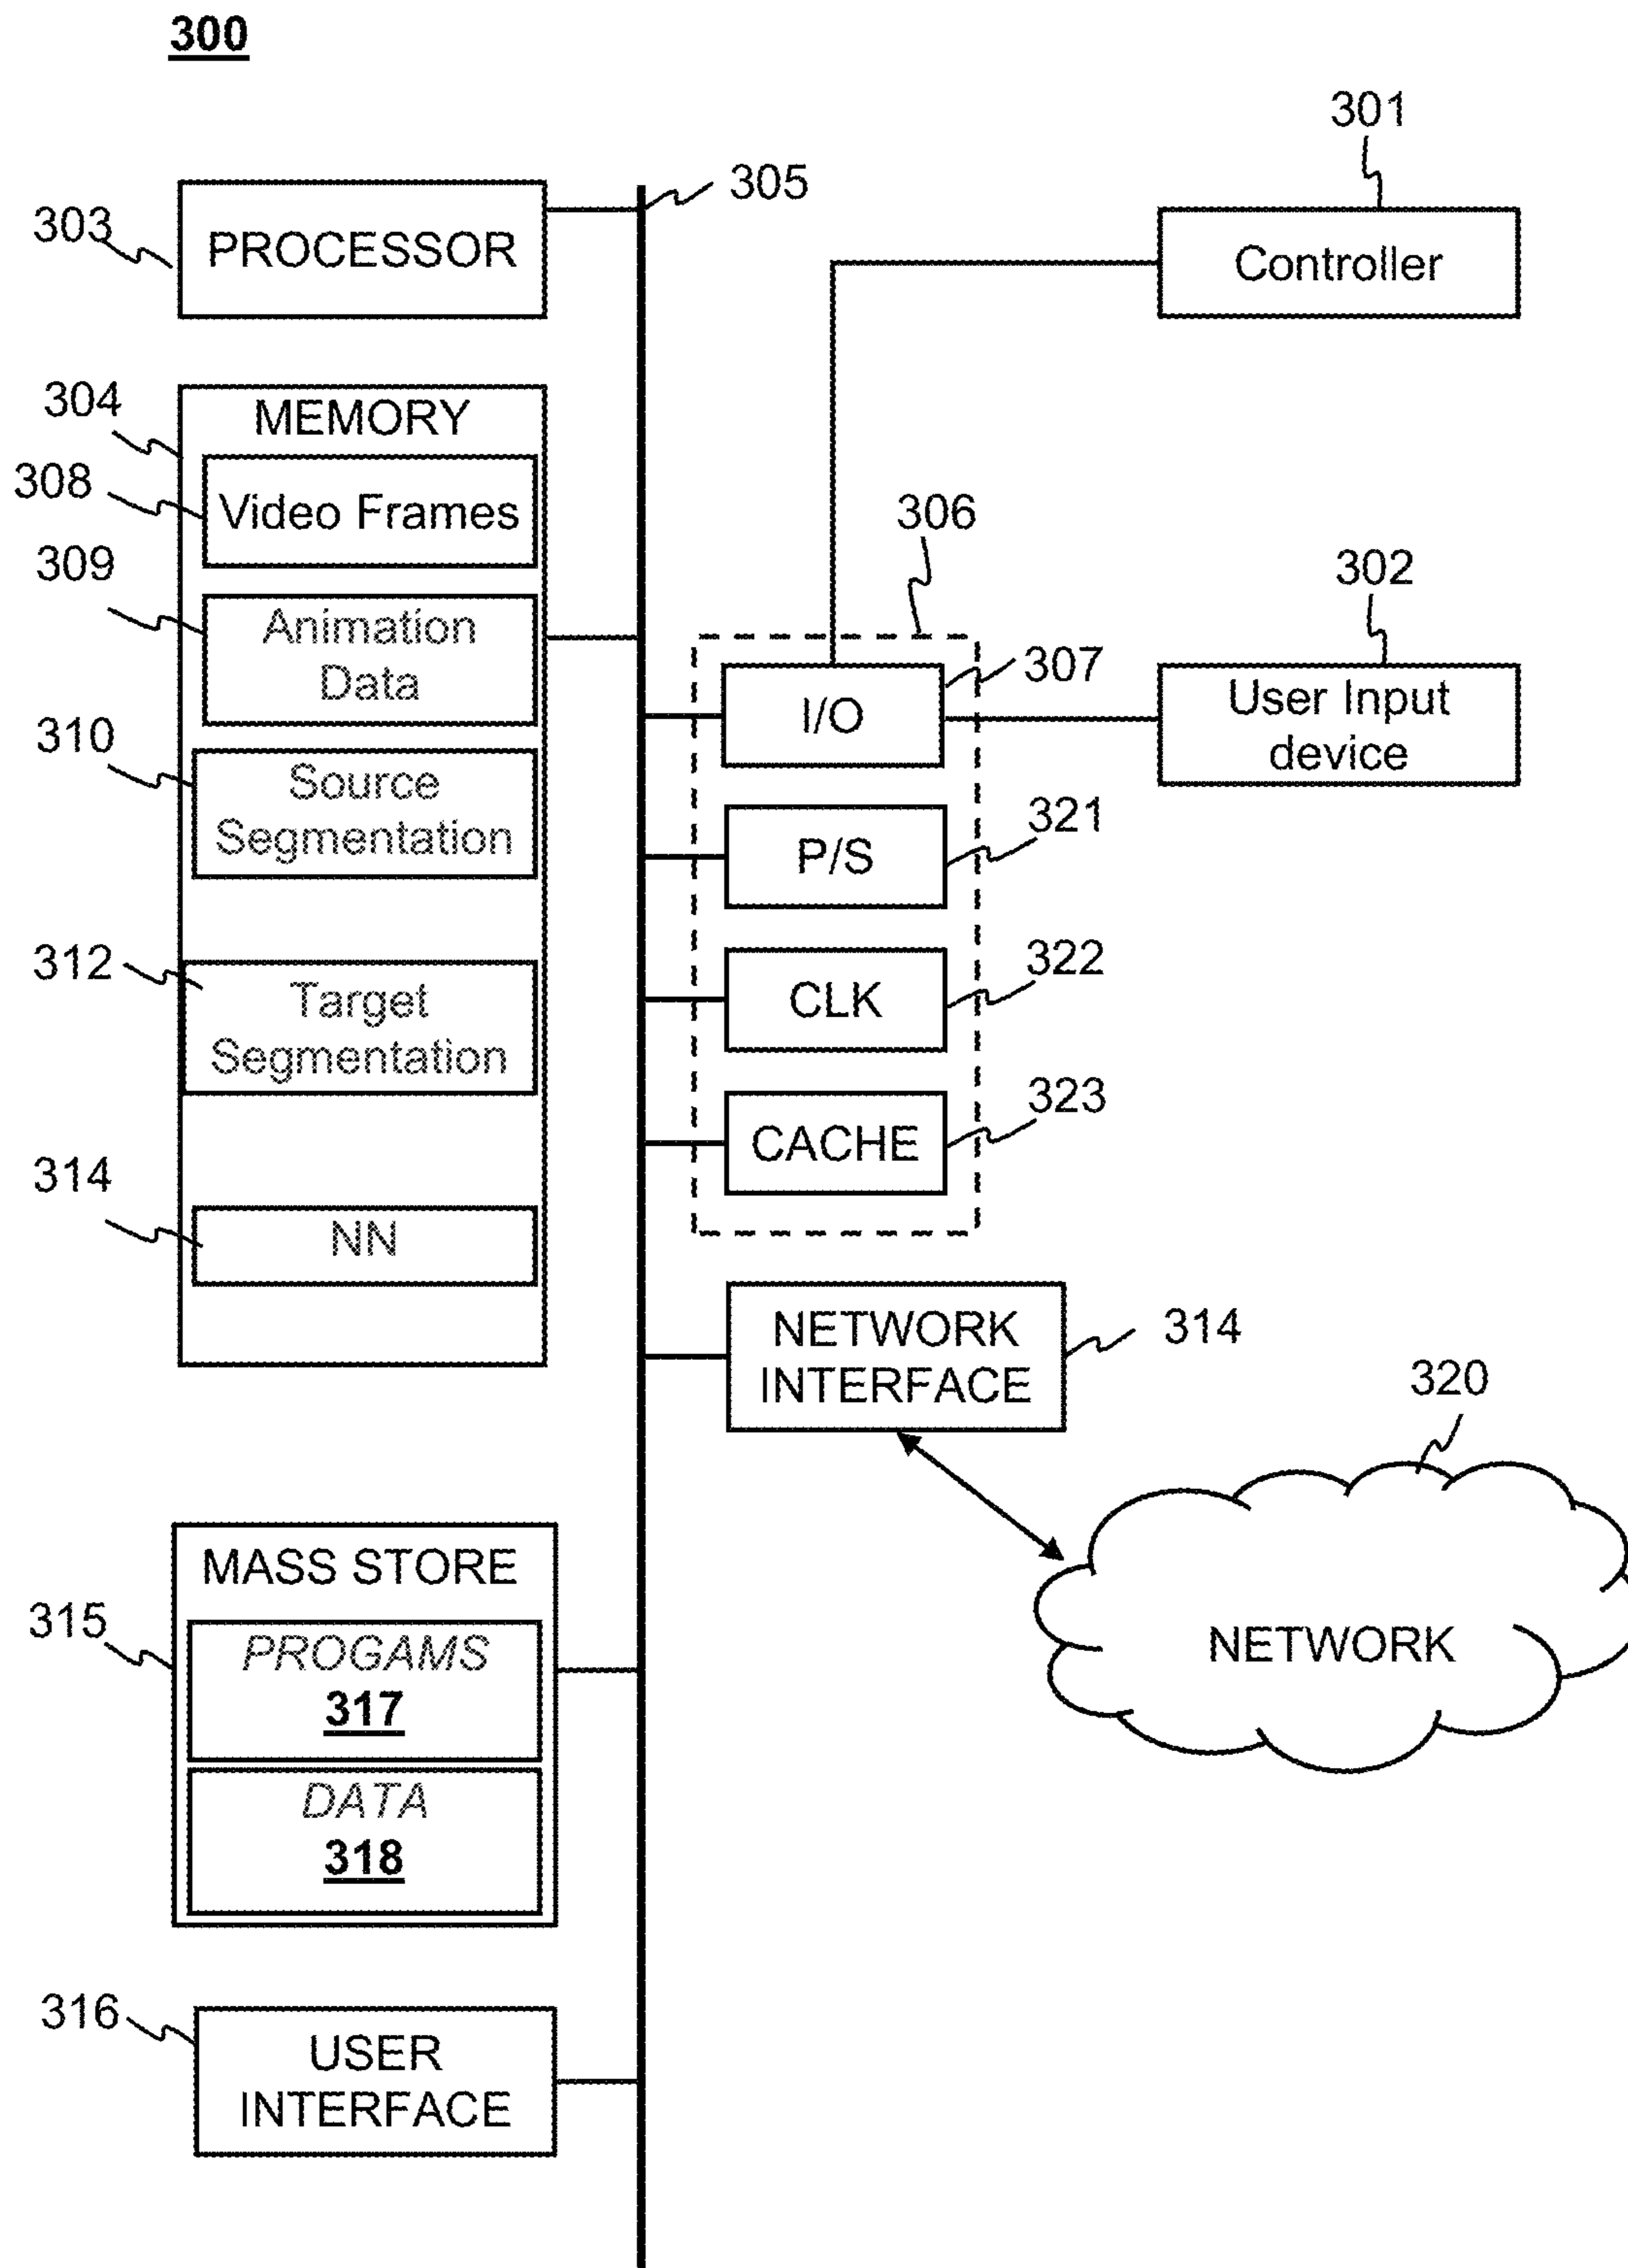 300
301
305
303
PROCESSOR
Controller
304
MEMORY
308
Video Frames
306
309
Animation
Data
302
307
I/O
User Input
device
310
Source
Segmentation
321
P/S
312
Target
Segmentation
322
CLK
323
CACHE
314
NN
NETWORK
INTERFACE
314
320
NETWORK
MASS STORE
315
PROGAMS
317
DATA
318
316
USER
INTERFACE